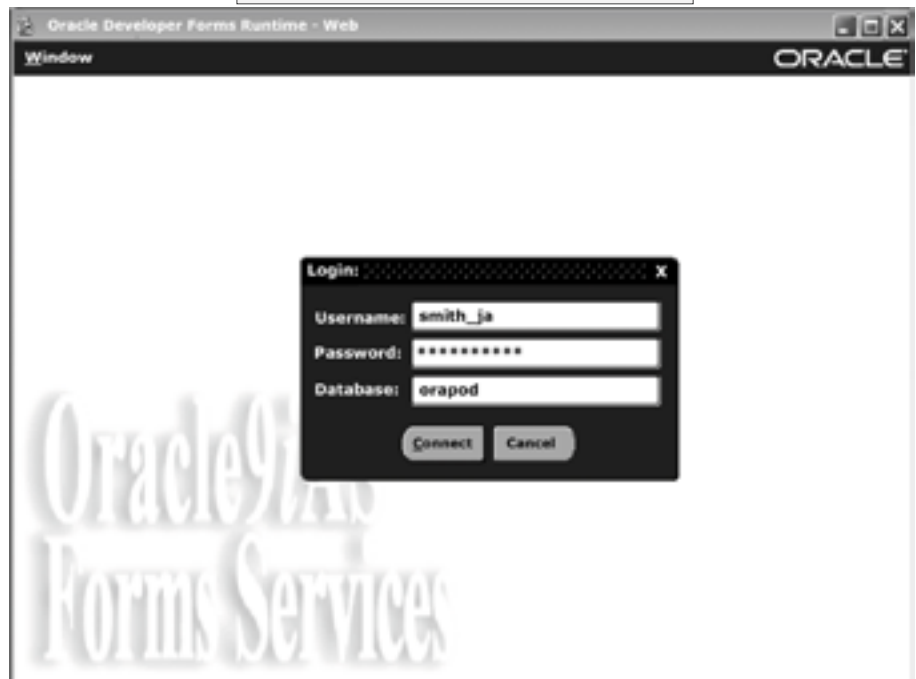 Oracle Developer Forms Runtime - Web
Window
ORACLE
Login: X
Username: smith_ja
Password: **********
Database: orapod
Connect Cancel
Oracle9iAS
Forms Services